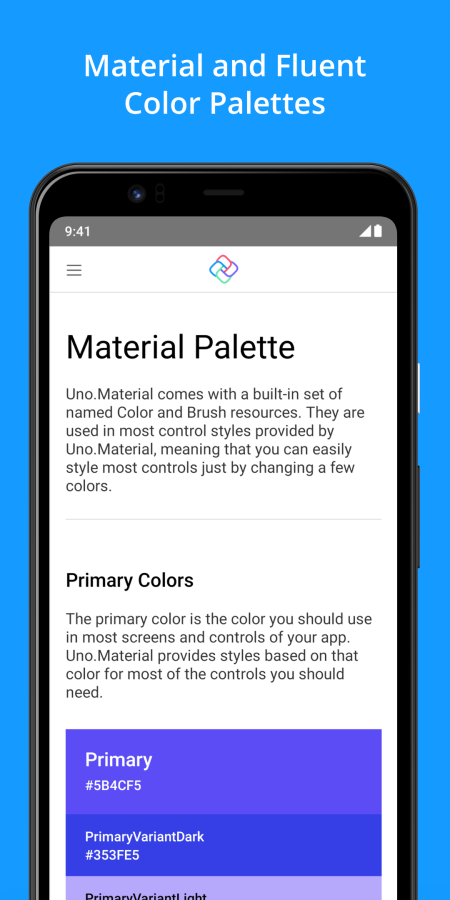 Material and Fluent
Color Palettes
9:41
Material Palette
Uno.Material comes with a built-in set of
named Color and Brush resources. They are
used in most control styles provided by
Uno.Material, meaning that you can easily
style most controls just by changing a few
colors.
Primary Colors
The primary color is the color you should use
in most screens and controls of your app.
Uno.Material provides styles based on that
color for most of the controls you should
need.
Primary
#5B4CF5
PrimaryVariantDark
#353FE5
PrimaryVariantLight